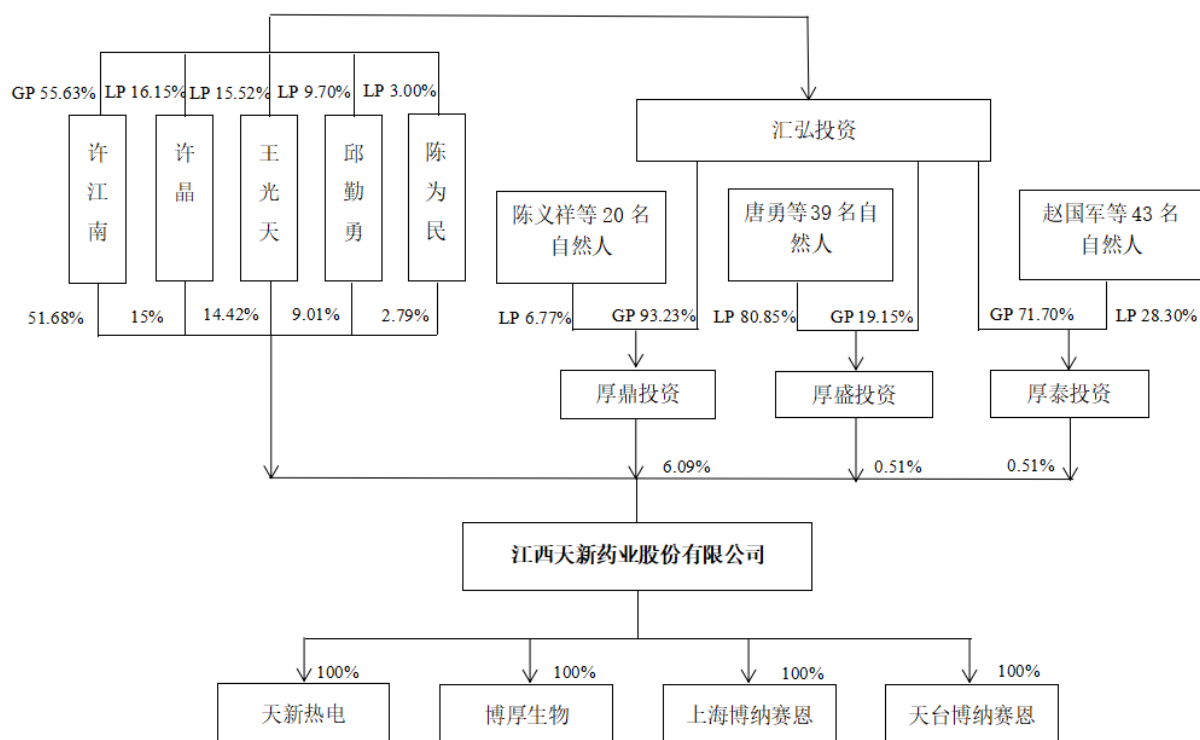 GP 55.63%
LP 16.15%
LP 15.52%
LP 9.70%
LP 3.00%
汇弘投资
许江南
许晶
王光天
邱勤勇
陈为民
陈义祥等20名
自然人
唐勇等39名自
然人
赵国军等43名
自然人
51.68%
15%
14.42%
9.01%
2.79%
LP 6.77%
GP 93.23%
LP 80.85%
GP 19.15%
GP 71.70%
LP 28.30%
厚鼎投资
厚盛投资
厚泰投资
6.09%
0.51%
0.51%
江西天新药业股份有限公司
100%
100%
100%
100%
天新热电
博厚生物
上海博纳赛恩
天台博纳赛恩